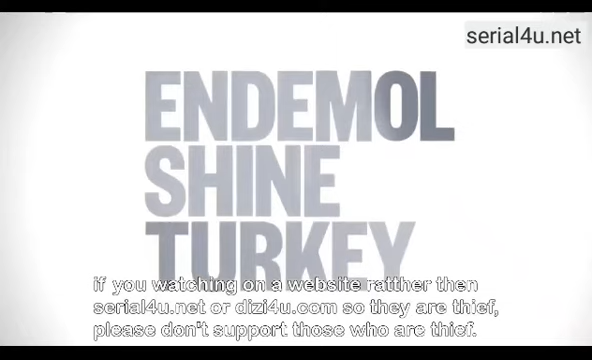 serial4u.net
ENDEMOL
SHINE
TURKEY
if you watching on a website ratther then
serial4u.net or dizi4u.com so they are thief,
please don't support those who are thief.